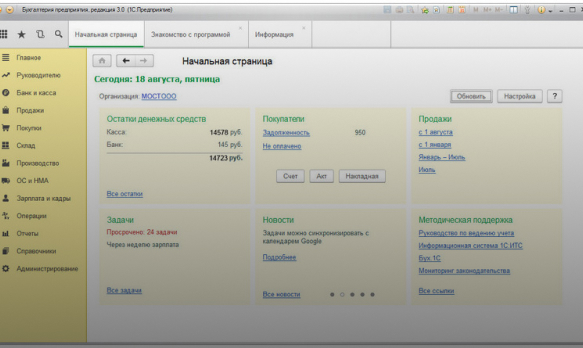 Бухгалтерия предприятия, редакция 3.0 (1С:Предприятие)
Начальная страница
Знакомство с программой
Информация
Главное
Руководителю
Банк и касса
Продажи
Покупки
Склад
Производство
ОС и НМА
Зарплата и кадры
Операции
Отчеты
Справочники
Администрирование
Начальная страница
Сегодня: 18 августа, пятница
Организация: МОСТООО
Обновить
Настройка
?
Остатки денежных средств
Касса: 14578 руб.
Банк: 145 руб.
14723 руб.
Все остатки
Покупатели
Задолженность 950
Не оплачено
Счет
Акт
Накладная
Продажи
с 1 августа
с 1 января
Январь – Июль
Июль
Задачи
Просрочено: 24 задачи
Через неделю зарплата
Все задачи
Новости
Задачи можно синхронизировать с
календарем Google
Подробнее
Все новости
Методическая поддержка
Руководство по ведению учета
Информационная система 1С:ИТС
Бух.1С
Мониторинг законодательства
Все ссылки